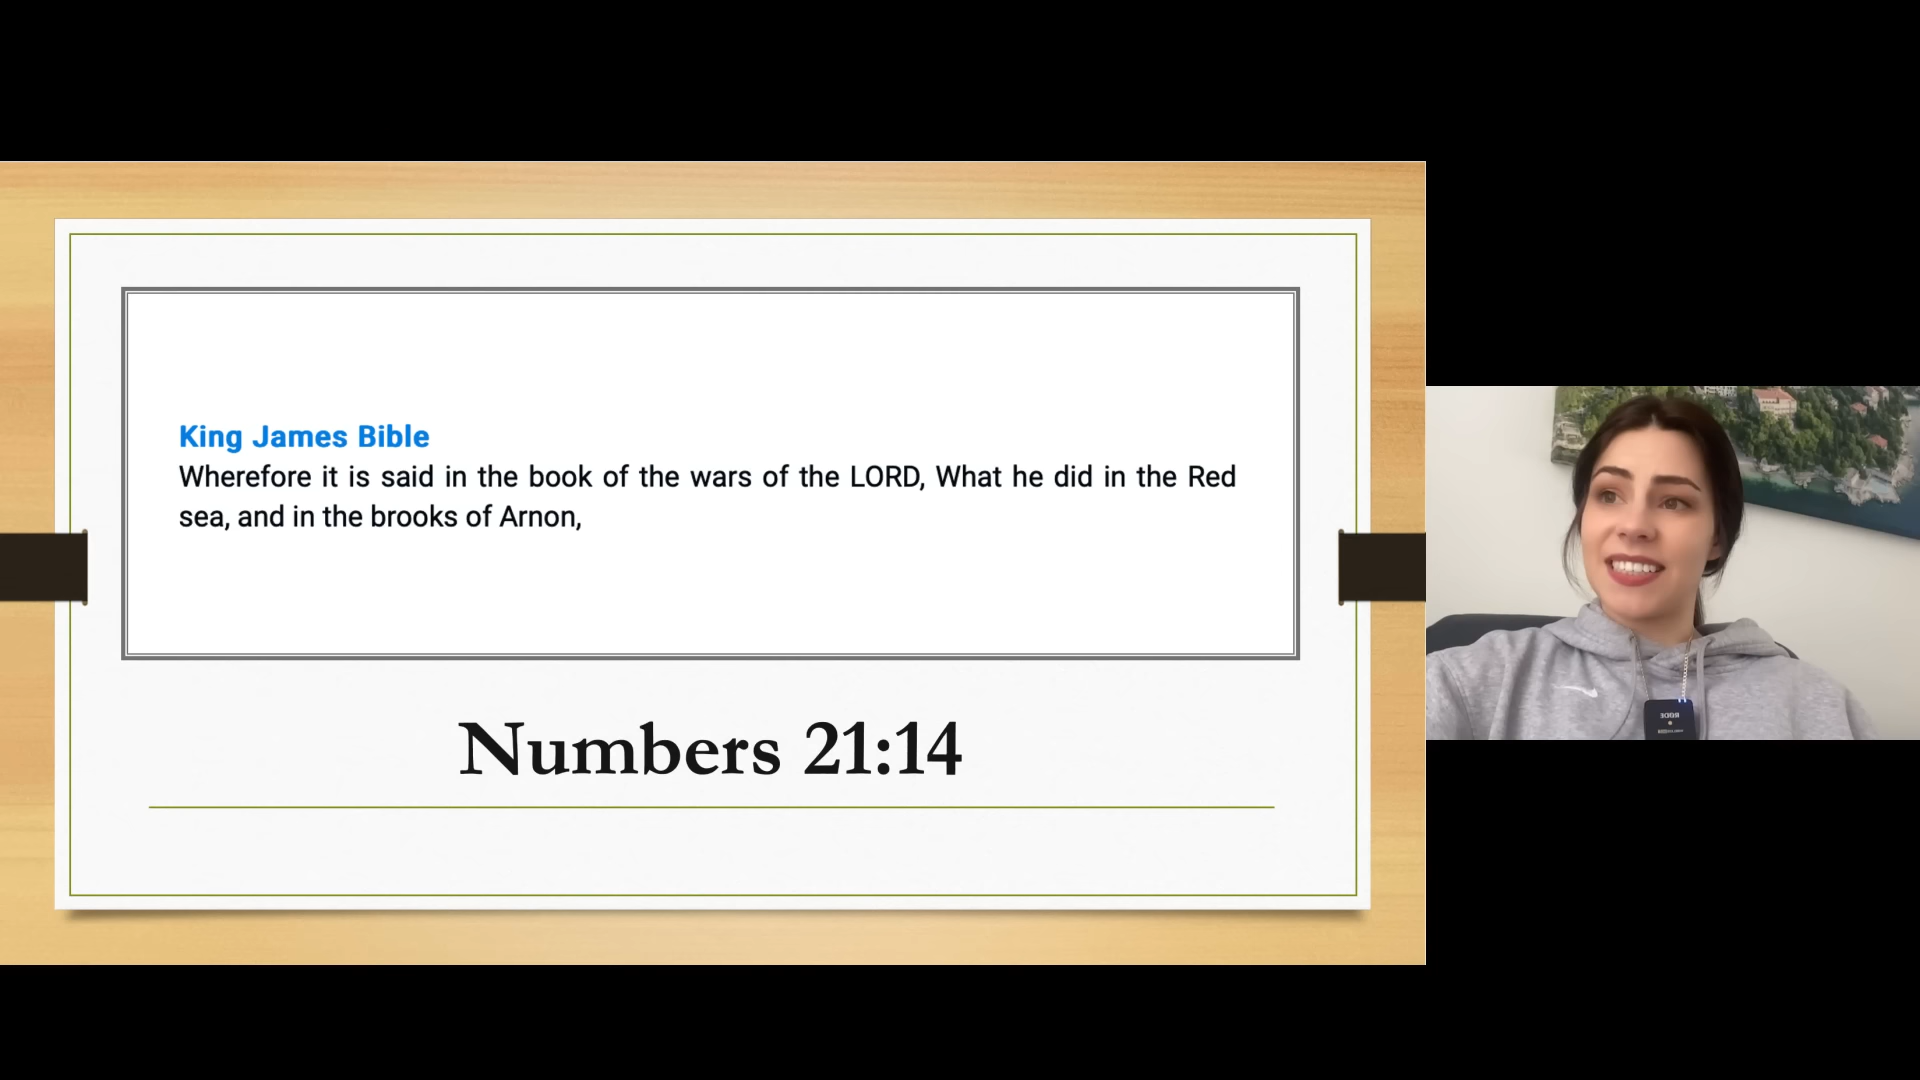 King James Bible
Wherefore it is said in the book of the wars of the LORD, What he did in the Red
sea, and in the brooks of Arnon,
Numbers 21:14
RODE